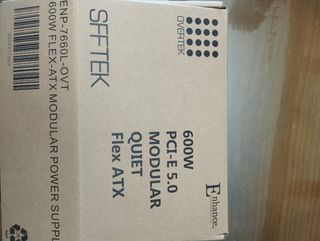 OVERTEK
SFFTEK
Enhance.
600W
PCI-E 5.0
MODULAR
QUIET
Flex ATX
ENP-7660L-OVT
600W FLEX-ATX MODULAR POWER SUPPL